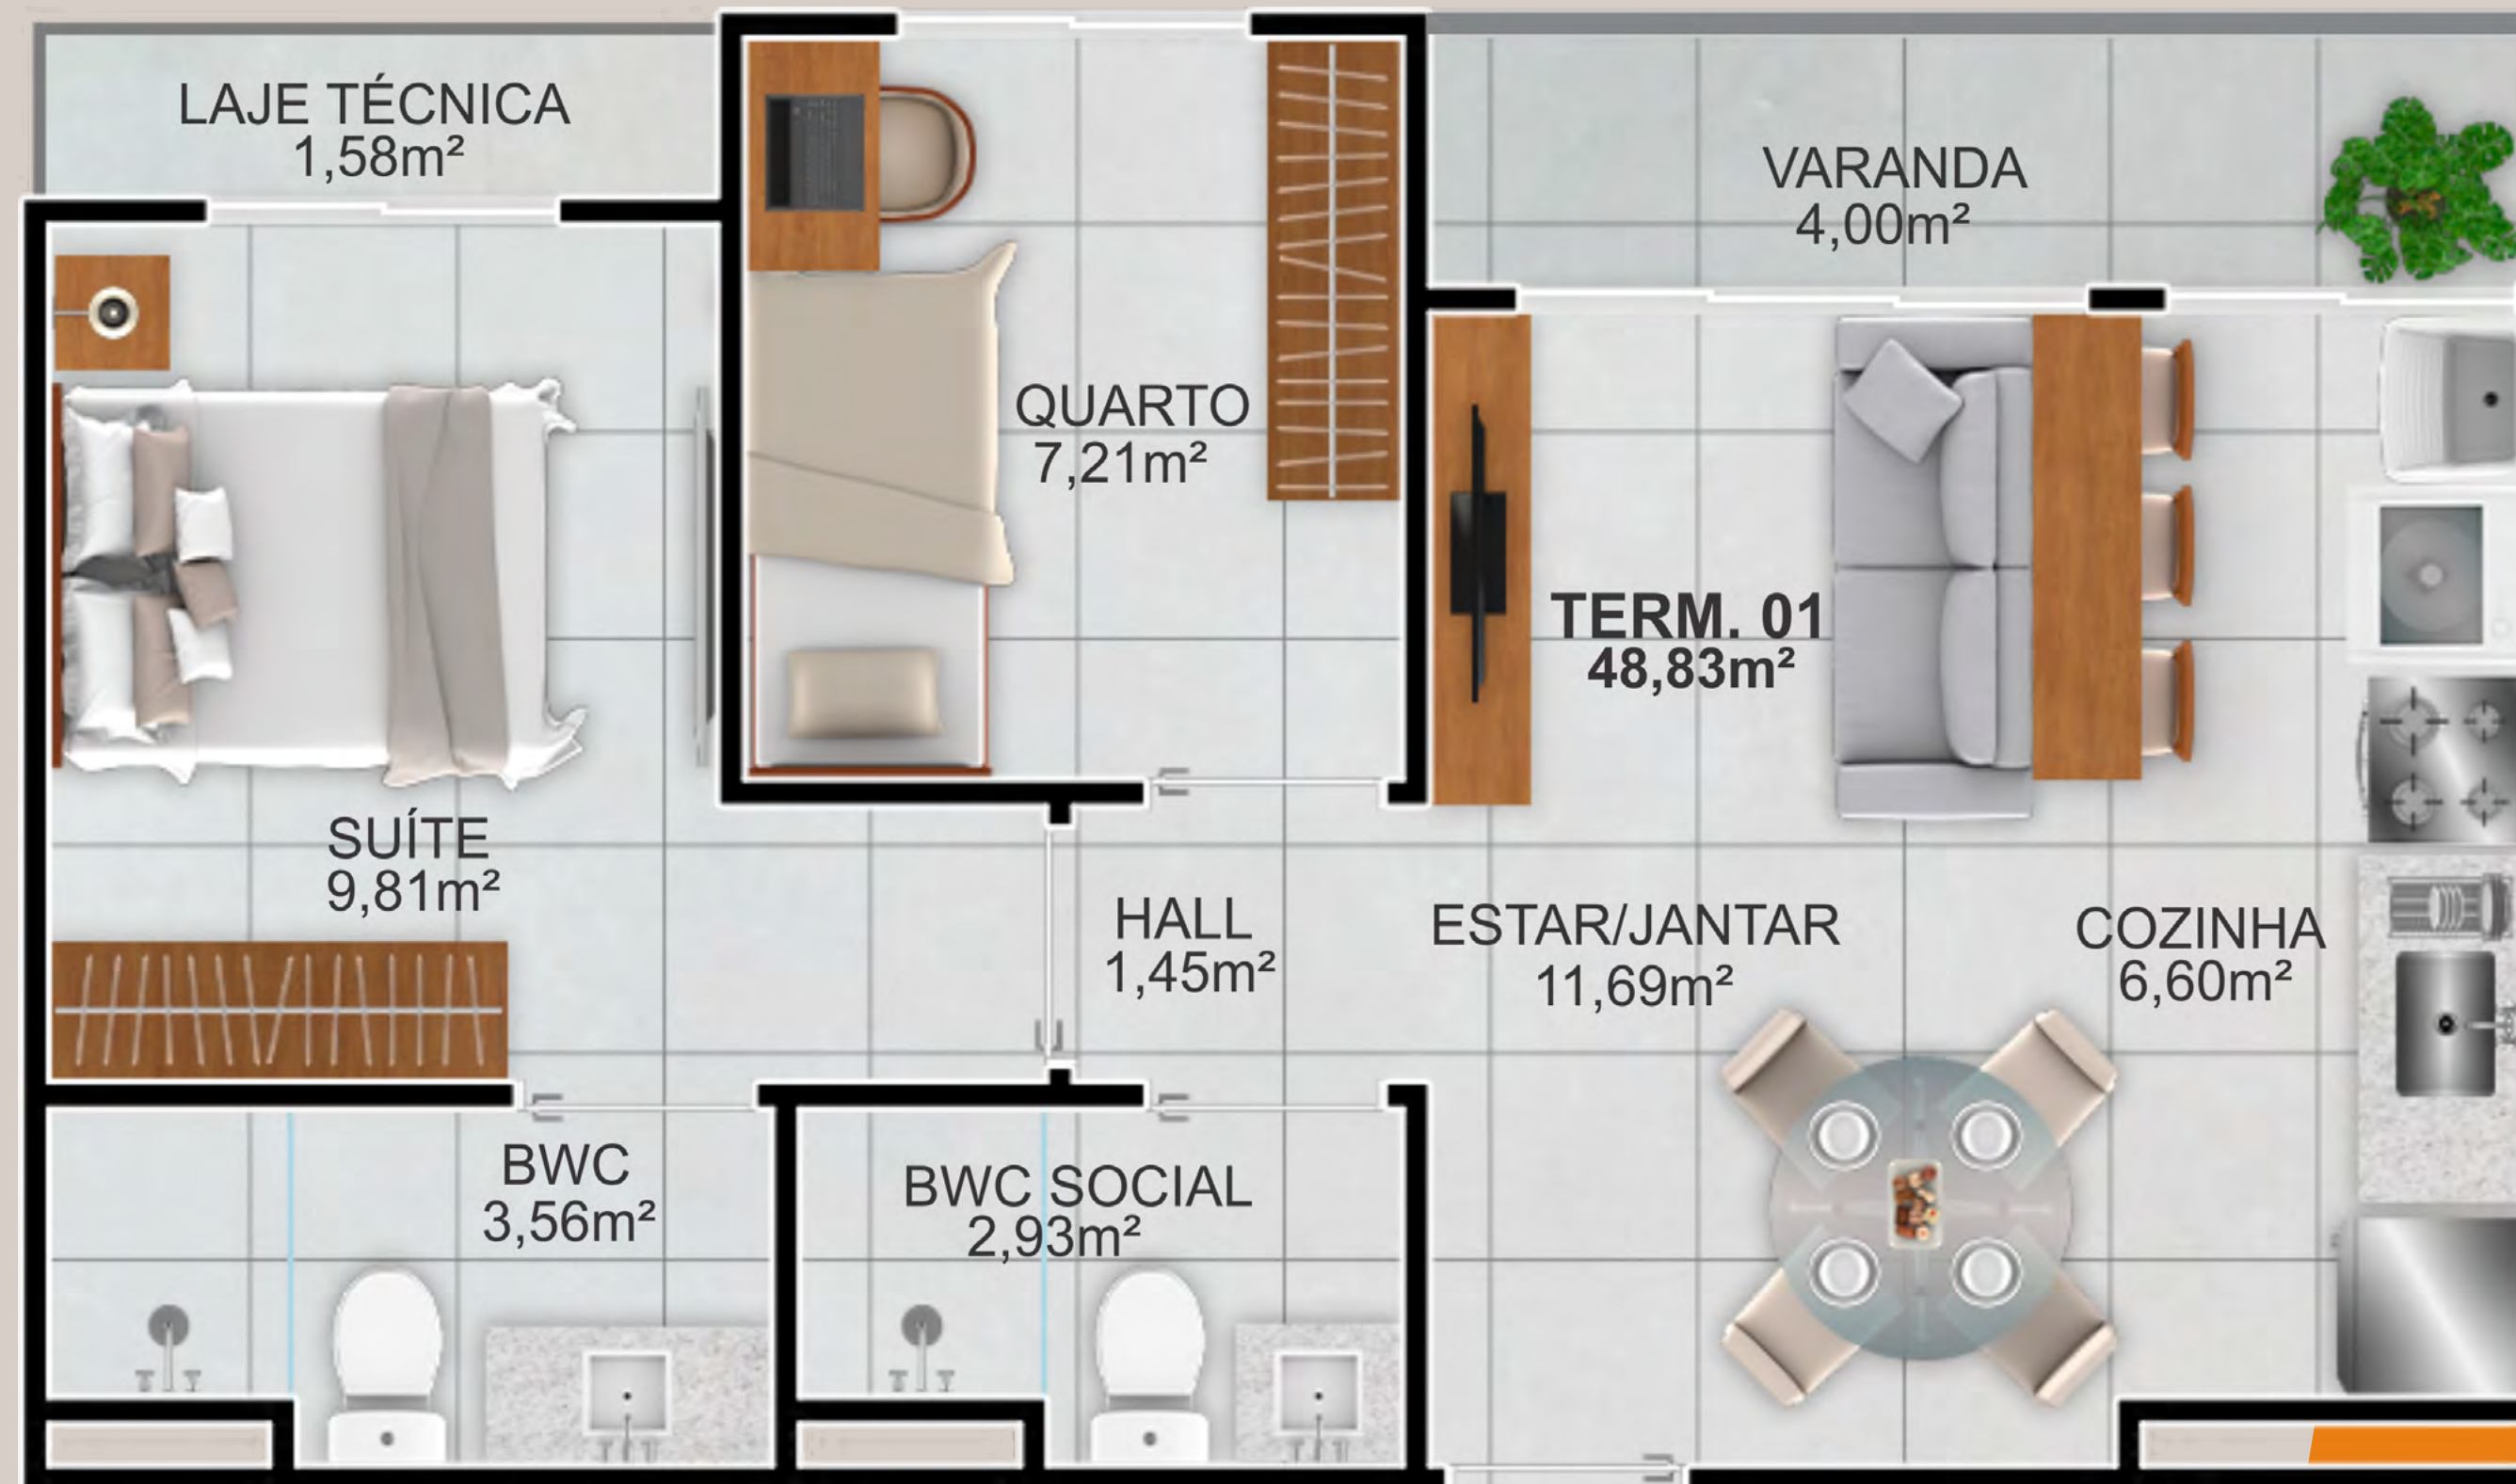 LAJE TÉCNICA
1,58m²
VARANDA
4,00m²
QUARTO
7,21m²
TERM. 01
48,83m²
SUÍTE
9,81m²
HALL
1,45m²
ESTAR/JANTAR
11,69m²
COZINHA
6,60m²
BWC
3,56m²
BWC SOCIAL
2,93m²